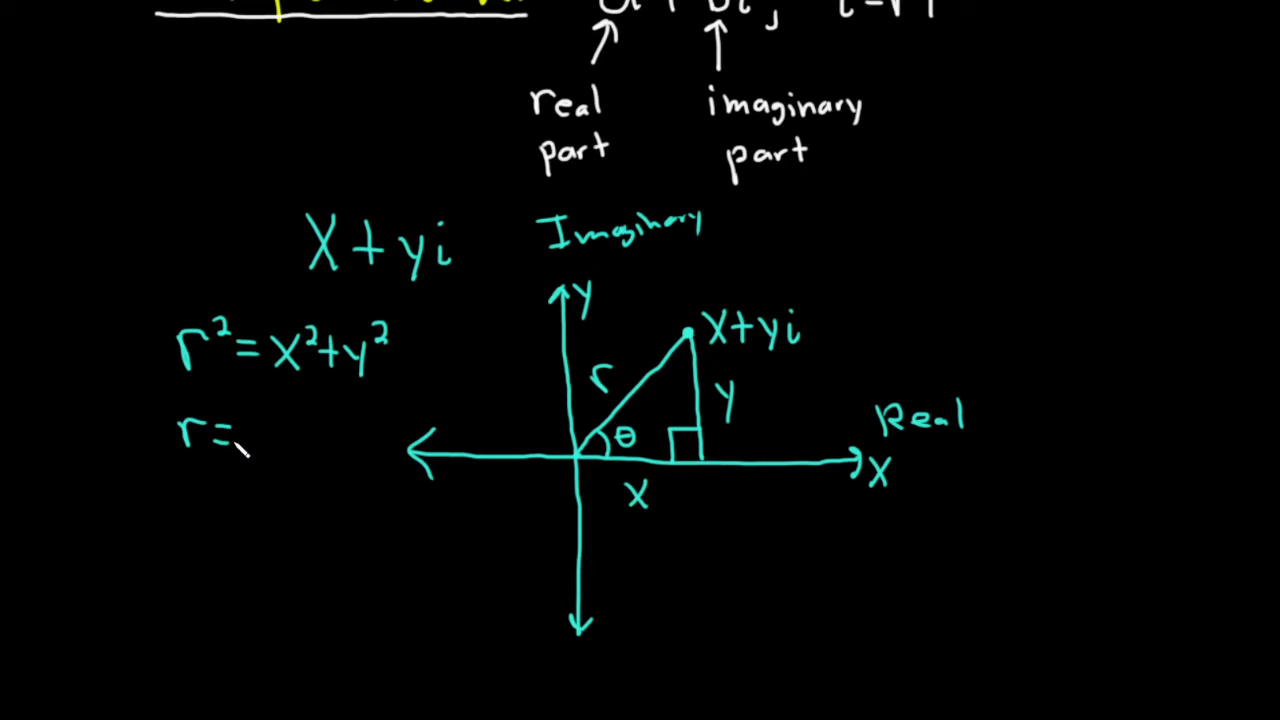 real imaginary
part part
X + yi
Imaginary
y
r² = x² + y²
x + yi
r
y
r =
θ
Real
x
x